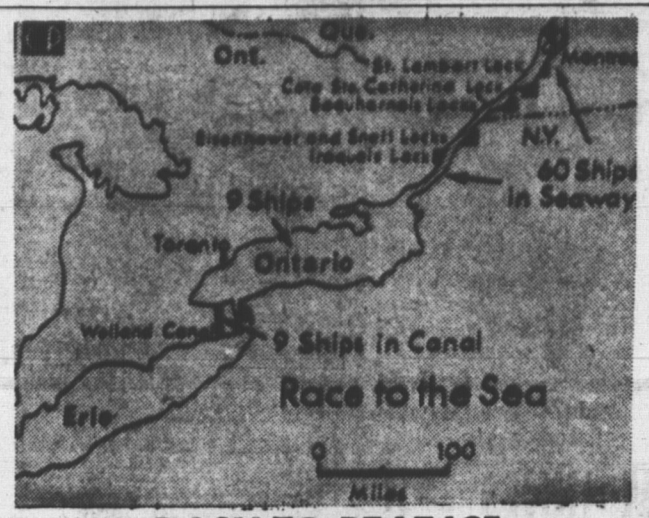 Que.
Ont.
St. Lambert Lock
Cote Ste. Catherine Lock
Beauharnois Locks
N.Y.
Eisenhower and Snell Locks
Iroquois Lock
60 Ships
in Seaway
9 Ships
Toronto
Ontario
Welland Canal
9 Ships in Canal
Race to the Sea
Erie
0 100
Miles